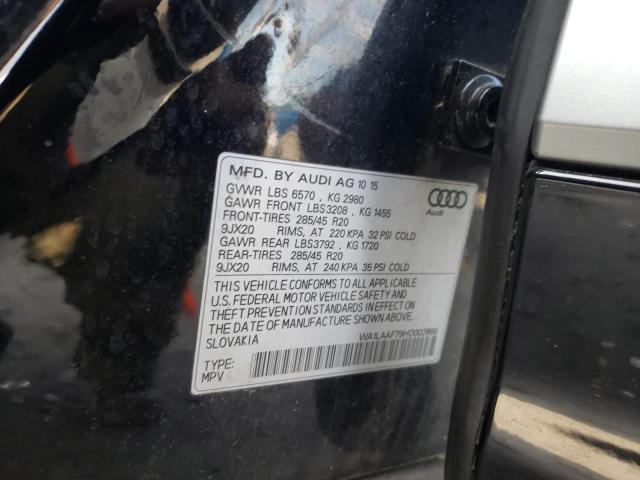 MFD. BY AUDI AG 10 15
GVWR LBS 6570 , KG 2980
GAWR FRONT LBS3208 , KG 1455
FRONT-TIRES 285/45 R20
9JX20 RIMS, AT 220 KPA 32 PSI COLD
GAWR REAR LBS3792 , KG 1720
REAR-TIRES 285/45 R20
9JX20 RIMS, AT 240 KPA 35 PSI COLD
Audi
THIS VEHICLE CONFORMS TO ALL APPLICABLE
U.S. FEDERAL MOTOR VEHICLE SAFETY AND
THEFT PREVENTION STANDARDS IN EFFECT ON
THE DATE OF MANUFACTURE SHOWN ABOVE.
SLOVAKIA
WA1LAAF79HD002868
TYPE:
MPV